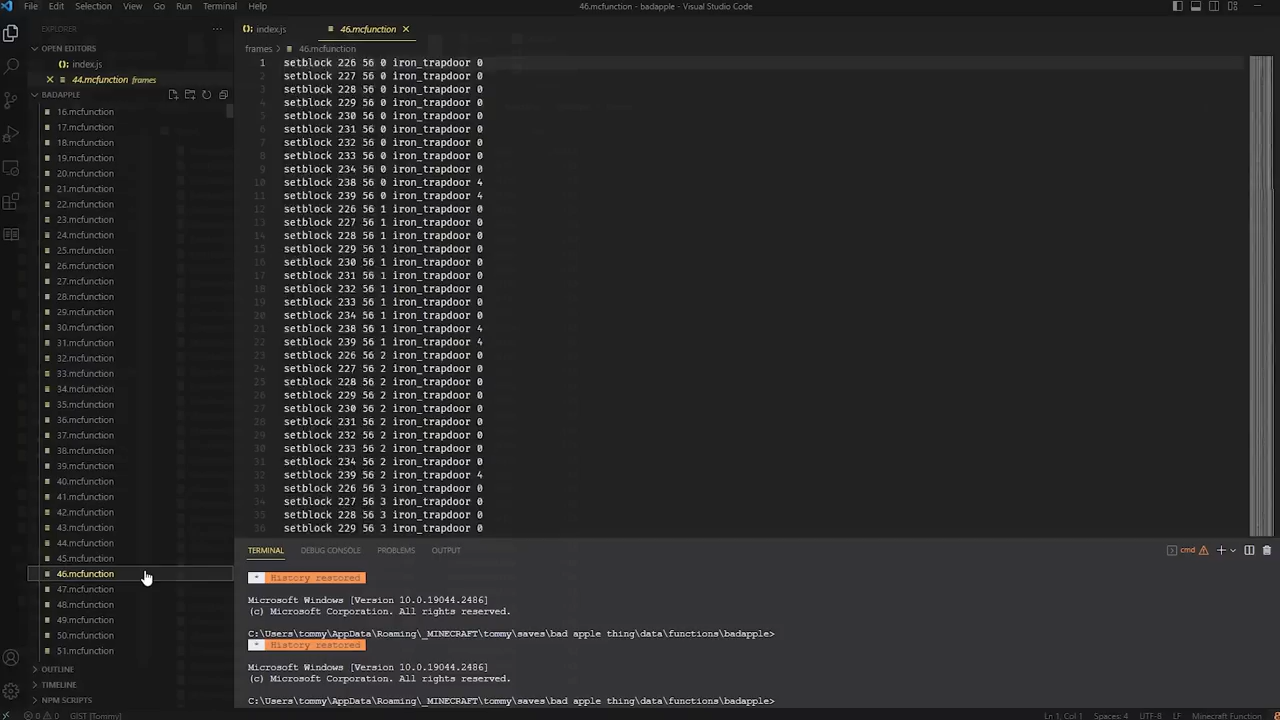 File Edit Selection View Go Run Terminal Help
46.mcfunction - badapple - Visual Studio Code
EXPLORER
OPEN EDITORS
index.js
44.mcfunction frames
BADAPPLE
16.mcfunction
17.mcfunction
18.mcfunction
19.mcfunction
20.mcfunction
21.mcfunction
22.mcfunction
23.mcfunction
24.mcfunction
25.mcfunction
26.mcfunction
27.mcfunction
28.mcfunction
29.mcfunction
30.mcfunction
31.mcfunction
32.mcfunction
33.mcfunction
34.mcfunction
35.mcfunction
36.mcfunction
37.mcfunction
38.mcfunction
39.mcfunction
40.mcfunction
41.mcfunction
42.mcfunction
43.mcfunction
44.mcfunction
45.mcfunction
46.mcfunction
47.mcfunction
48.mcfunction
49.mcfunction
50.mcfunction
51.mcfunction
OUTLINE
TIMELINE
NPM SCRIPTS
index.js 46.mcfunction
frames > 46.mcfunction
1 setblock 226 56 0 iron_trapdoor 0
2 setblock 227 56 0 iron_trapdoor 0
3 setblock 228 56 0 iron_trapdoor 0
4 setblock 229 56 0 iron_trapdoor 0
5 setblock 230 56 0 iron_trapdoor 0
6 setblock 231 56 0 iron_trapdoor 0
7 setblock 232 56 0 iron_trapdoor 0
8 setblock 233 56 0 iron_trapdoor 0
9 setblock 234 56 0 iron_trapdoor 0
10 setblock 238 56 0 iron_trapdoor 4
11 setblock 239 56 0 iron_trapdoor 4
12 setblock 226 56 1 iron_trapdoor 0
13 setblock 227 56 1 iron_trapdoor 0
14 setblock 228 56 1 iron_trapdoor 0
15 setblock 229 56 1 iron_trapdoor 0
16 setblock 230 56 1 iron_trapdoor 0
17 setblock 231 56 1 iron_trapdoor 0
18 setblock 232 56 1 iron_trapdoor 0
19 setblock 233 56 1 iron_trapdoor 0
20 setblock 234 56 1 iron_trapdoor 0
21 setblock 238 56 1 iron_trapdoor 4
22 setblock 239 56 1 iron_trapdoor 4
23 setblock 226 56 2 iron_trapdoor 0
24 setblock 227 56 2 iron_trapdoor 0
25 setblock 228 56 2 iron_trapdoor 0
26 setblock 229 56 2 iron_trapdoor 0
27 setblock 230 56 2 iron_trapdoor 0
28 setblock 231 56 2 iron_trapdoor 0
29 setblock 232 56 2 iron_trapdoor 0
30 setblock 233 56 2 iron_trapdoor 0
31 setblock 234 56 2 iron_trapdoor 0
32 setblock 239 56 2 iron_trapdoor 4
33 setblock 226 56 3 iron_trapdoor 0
34 setblock 227 56 3 iron_trapdoor 0
35 setblock 228 56 3 iron_trapdoor 0
36 setblock 229 56 3 iron_trapdoor 0
TERMINAL DEBUG CONSOLE PROBLEMS OUTPUT
cmd
* History restored
Microsoft Windows [Version 10.0.19044.2486]
(c) Microsoft Corporation. All rights reserved.
C:\Users\tommy\AppData\Roaming\_MINECRAFT\tommy\saves\bad apple thing\data\functions\badapple>
* History restored
Microsoft Windows [Version 10.0.19044.2486]
(c) Microsoft Corporation. All rights reserved.
C:\Users\tommy\AppData\Roaming\_MINECRAFT\tommy\saves\bad apple thing\data\functions\badapple>
0 0 0 GIST [Tommy]
Ln 1, Col 1 Spaces: 4 UTF-8 LF Minecraft Function